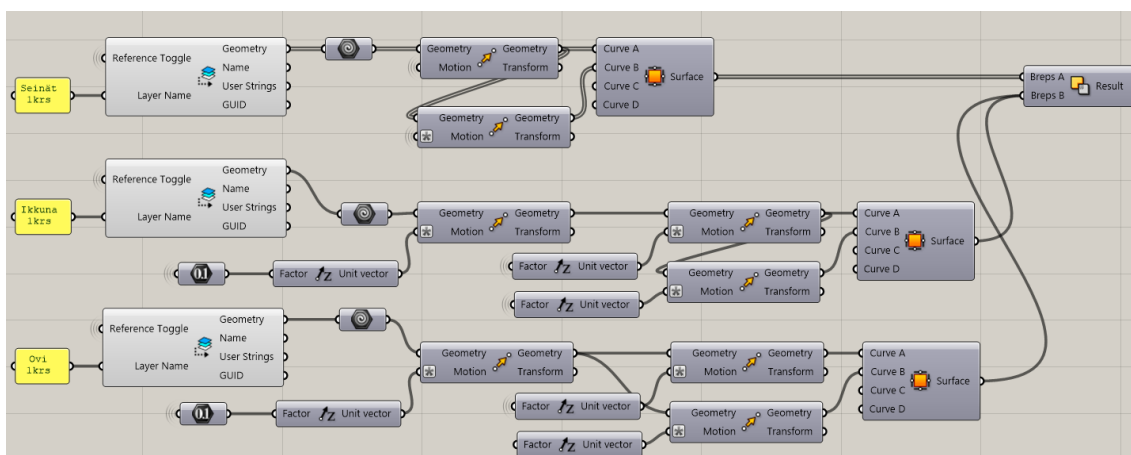 Seinät
1krs
Reference Toggle
Layer Name
Geometry
Name
User Strings
GUID
Geometry
Motion
Geometry
Transform
Geometry
Motion
Geometry
Transform
Curve A
Curve B
Curve C
Curve D
Surface
Breps A
Breps B
Result
Ikkuna
1krs
Reference Toggle
Layer Name
Geometry
Name
User Strings
GUID
0.1
Factor
Z
Unit vector
Geometry
Motion
Geometry
Transform
Factor
Z
Unit vector
Factor
Z
Unit vector
Geometry
Motion
Geometry
Transform
Geometry
Motion
Geometry
Transform
Curve A
Curve B
Curve C
Curve D
Surface
Ovi
1krs
Reference Toggle
Layer Name
Geometry
Name
User Strings
GUID
0.1
Factor
Z
Unit vector
Geometry
Motion
Geometry
Transform
Factor
Z
Unit vector
Factor
Z
Unit vector
Geometry
Motion
Geometry
Transform
Geometry
Motion
Geometry
Transform
Curve A
Curve B
Curve C
Curve D
Surface